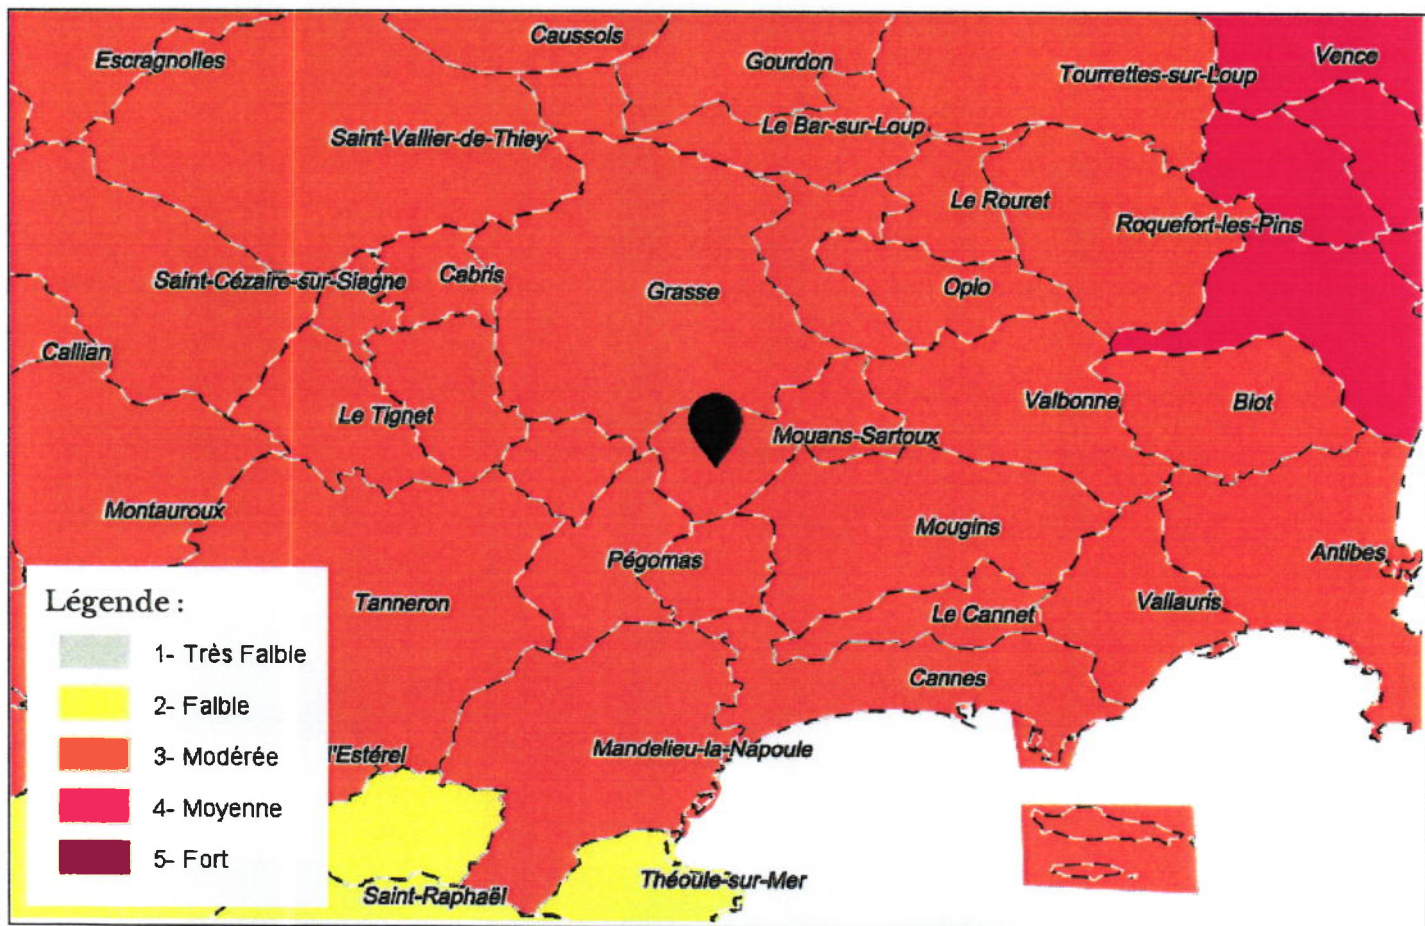 Escragnolles
Caussols
Gourdon
Tourrettes-sur-Loup
Vence
Saint-Vallier-de-Thiey
Le Bar-sur-Loup
Le Rouret
Roquefort-les-Pins
Saint-Cézaire-sur-Siagne
Cabris
Grasse
Opio
Callian
Le Tignet
Valbonne
Biot
Mouans-Sartoux
Montauroux
Mougins
Pégomas
Antibes
Tanneron
Le Cannet
Vallauris
Cannes
l'Estérel
Mandelieu-la-Napoule
Saint-Raphaël
Théoule-sur-Mer
Légende :
1- Très Faible
2- Faible
3- Modérée
4- Moyenne
5- Fort